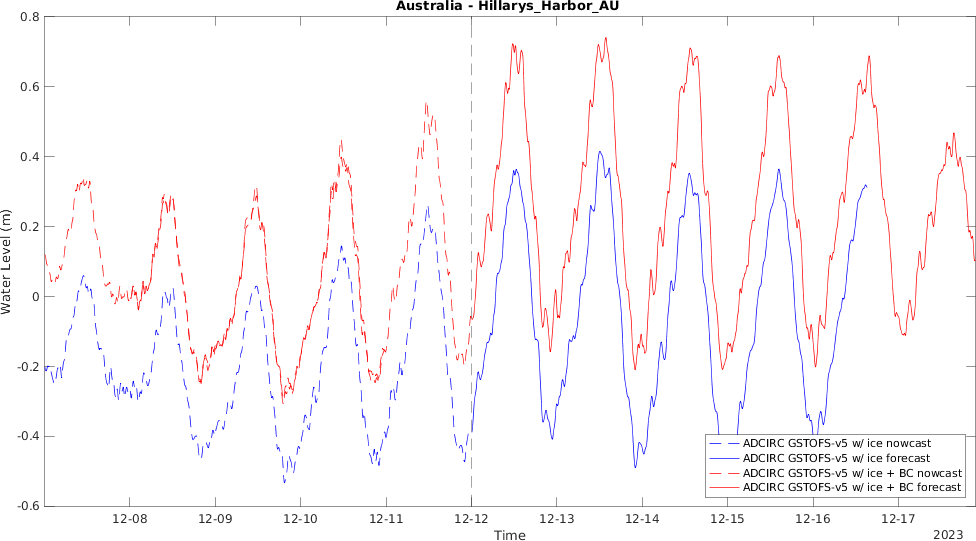 Australia - Hillarys_Harbor_AU
0.8
0.6
0.4
0.2
0
-0.2
-0.4
-0.6
Water Level (m)
12-08
12-09
12-10
12-11
12-12
12-13
12-14
12-15
12-16
12-17
Time
2023
ADCIRC GSTOFS-v5 w/ ice nowcast
ADCIRC GSTOFS-v5 w/ ice forecast
ADCIRC GSTOFS-v5 w/ ice + BC nowcast
ADCIRC GSTOFS-v5 w/ ice + BC forecast